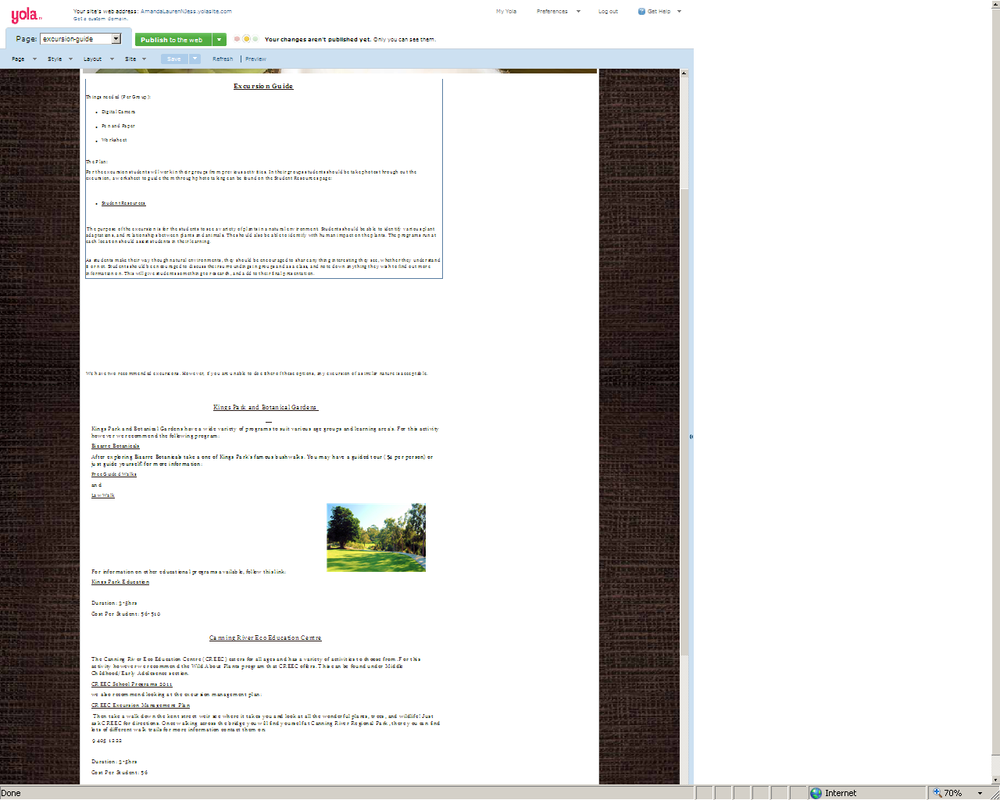 yola
Your site's web address: AmandaLaurenNJess.yolasite.com
Get a custom domain.
My Yola
Preferences
Log out
Get Help
Page: excursion-guide
Publish to the web
Your changes aren't published yet. Only you can see them.
Page
Style
Layout
Site
Save
Refresh
Preview
Excursion Guide
Things needed (Per Group):
Digital Camera
Pen and Paper
Worksheet
The Plan:
For the excursion students will work in their groups from previous activities. In their groups students should be take photos through out the
excursion, a worksheet to guide them through photo taking can be found on the Student Resources page:
Student Resources
The purpose of the excursion is for the students to see a variety of plants in a natural environment. Students should be able to identify various plant
adaptations, and relationships between plants and animals. The should also be able to identify with human impact on the plants. The programs run at
each location should assist students in their learning.
As students make their way though natural environments, they should be encouraged to share any thing interesting they see, whether they understand
it or not. Students should been couraged to discuss their surroundings in groups and as a class, and note down anything they wish to find out more
information on. This will give students something to research, and add to their final presentation.
We have two recommended excursions. However, if you are unable to do either of these options, any excursion of a similar nature is acceptable.
Kings Park and Botanical Gardens
Kings Park and Botanical Gardens have a wide variety of programs to suit various age groups and learning area's. For this activity
however we recommend the following program:
Bizarre Botanicals
After exploring Bizarre Botanicals take a one of Kings Park's famous bushwalks. You may have a guided tour ( $4 per person) or
just guide yourself! for more information:
Free Guided Walks
and
Law Walk
For information on other educational programs available, follow this link:
Kings Park Education
Duration: 3-5hrs
Cost Per Student: $6-$10
Canning River Eco Education Centre
The Canning River Eco Education Centre ( CREEC) caters for all ages and has a variety of activities to choose from. For this
activity however we recommend the Wild About Plants program that CREEC offers. This can be found under Middle
Childhood/ Early Adolesence section.
CREEC School Programs 2011
we also recommend looking at the excursion management plan:
CREEC Excursion Management Plan
Then take a walk down the kent street weir see where it takes you and look at all the wonderful plants, trees, and wildlife! Just
ask CREEC for directions. Once walking across the bridge you will find yourself at Canning River Regional Park, there you can find
lots of different walk trails for more information contact them on:
9 405 1222
Duration: 3-5hrs
Cost Per Student: $6
Done
Internet
70%